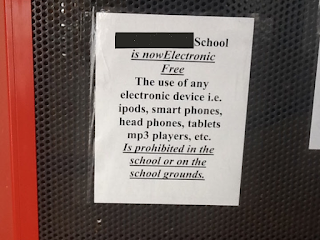 School
is nowElectronic
Free
The use of any
electronic device i.e.
ipods, smart phones,
head phones, tablets
mp3 players, etc.
Is prohibited in the
school or on the
school grounds.